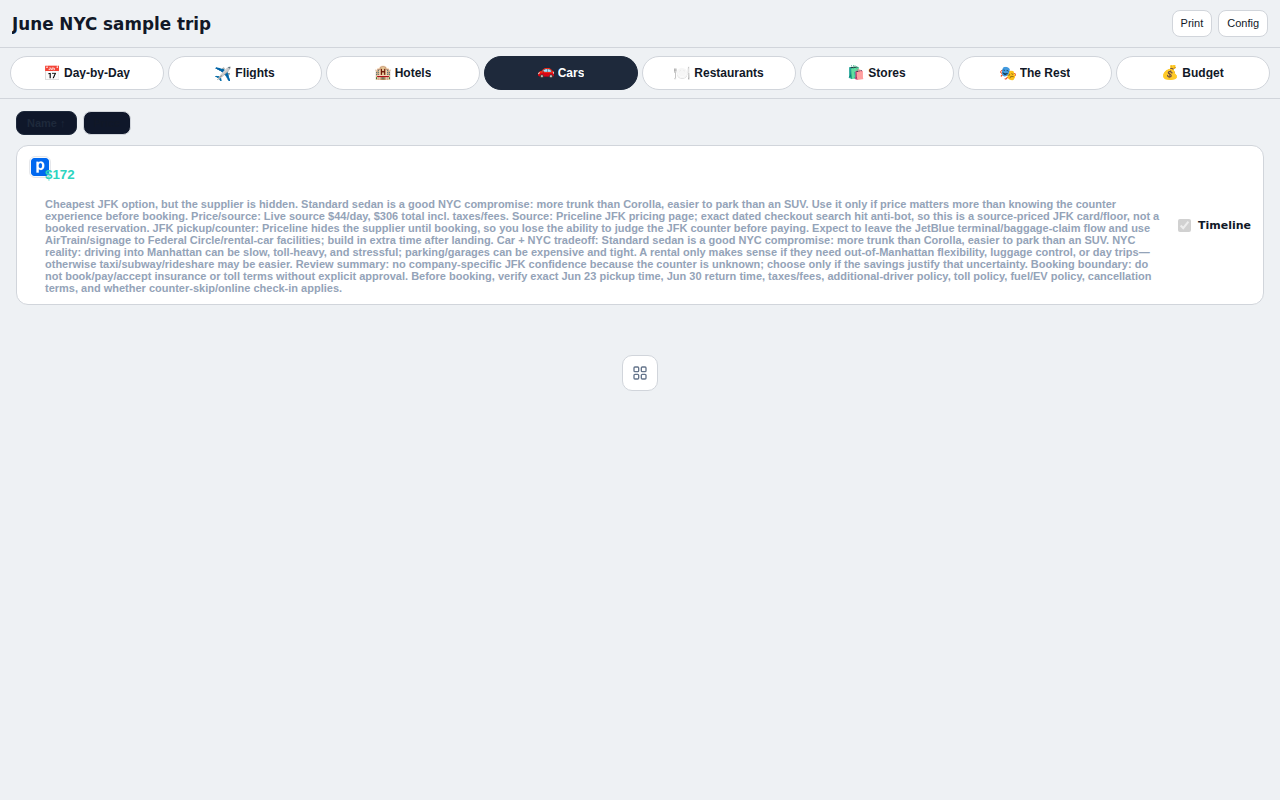 June NYC sample trip
Print
Config
📅 Day-by-Day
✈️ Flights
🏨 Hotels
🚗 Cars
🍽️ Restaurants
🛍️ Stores
🎭 The Rest
💰 Budget
Name
p
$172
Cheapest JFK option, but the supplier is hidden. Standard sedan is a good NYC compromise: more trunk than Corolla, easier to park than an SUV. Use it only if price matters more than knowing the counter
experience before booking. Price/source: Live source $44/day, $306 total incl. taxes/fees. Source: Priceline JFK pricing page; exact dated checkout search hit anti-bot, so this is a source-priced JFK card/floor, not a
booked reservation. JFK pickup/counter: Priceline hides the supplier until booking, so you lose the ability to judge the JFK counter before paying. Expect to leave the JetBlue terminal/baggage-claim flow and use
AirTrain/signage to Federal Circle/rental-car facilities; build in extra time after landing. Car + NYC tradeoff: Standard sedan is a good NYC compromise: more trunk than Corolla, easier to park than an SUV. NYC
reality: driving into Manhattan can be slow, toll-heavy, and stressful; parking/garages can be expensive and tight. A rental only makes sense if they need out-of-Manhattan flexibility, luggage control, or day trips—
otherwise taxi/subway/rideshare may be easier. Review summary: no company-specific JFK confidence because the counter is unknown; choose only if the savings justify that uncertainty. Booking boundary: do
not book/pay/accept insurance or toll terms without explicit approval. Before booking, verify exact Jun 23 pickup time, Jun 30 return time, taxes/fees, additional-driver policy, toll policy, fuel/EV policy, cancellation
terms, and whether counter-skip/online check-in applies.
Timeline